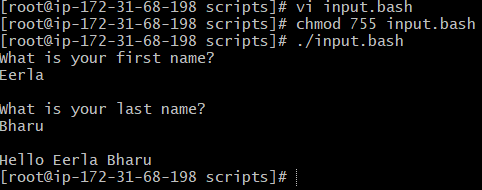 [root@ip-172-31-68-198 scripts]# vi input.bash
[root@ip-172-31-68-198 scripts]# chmod 755 input.bash
[root@ip-172-31-68-198 scripts]# ./input.bash
What is your first name?
Eerla
What is your last name?
Bharu
Hello Eerla Bharu
[root@ip-172-31-68-198 scripts]#